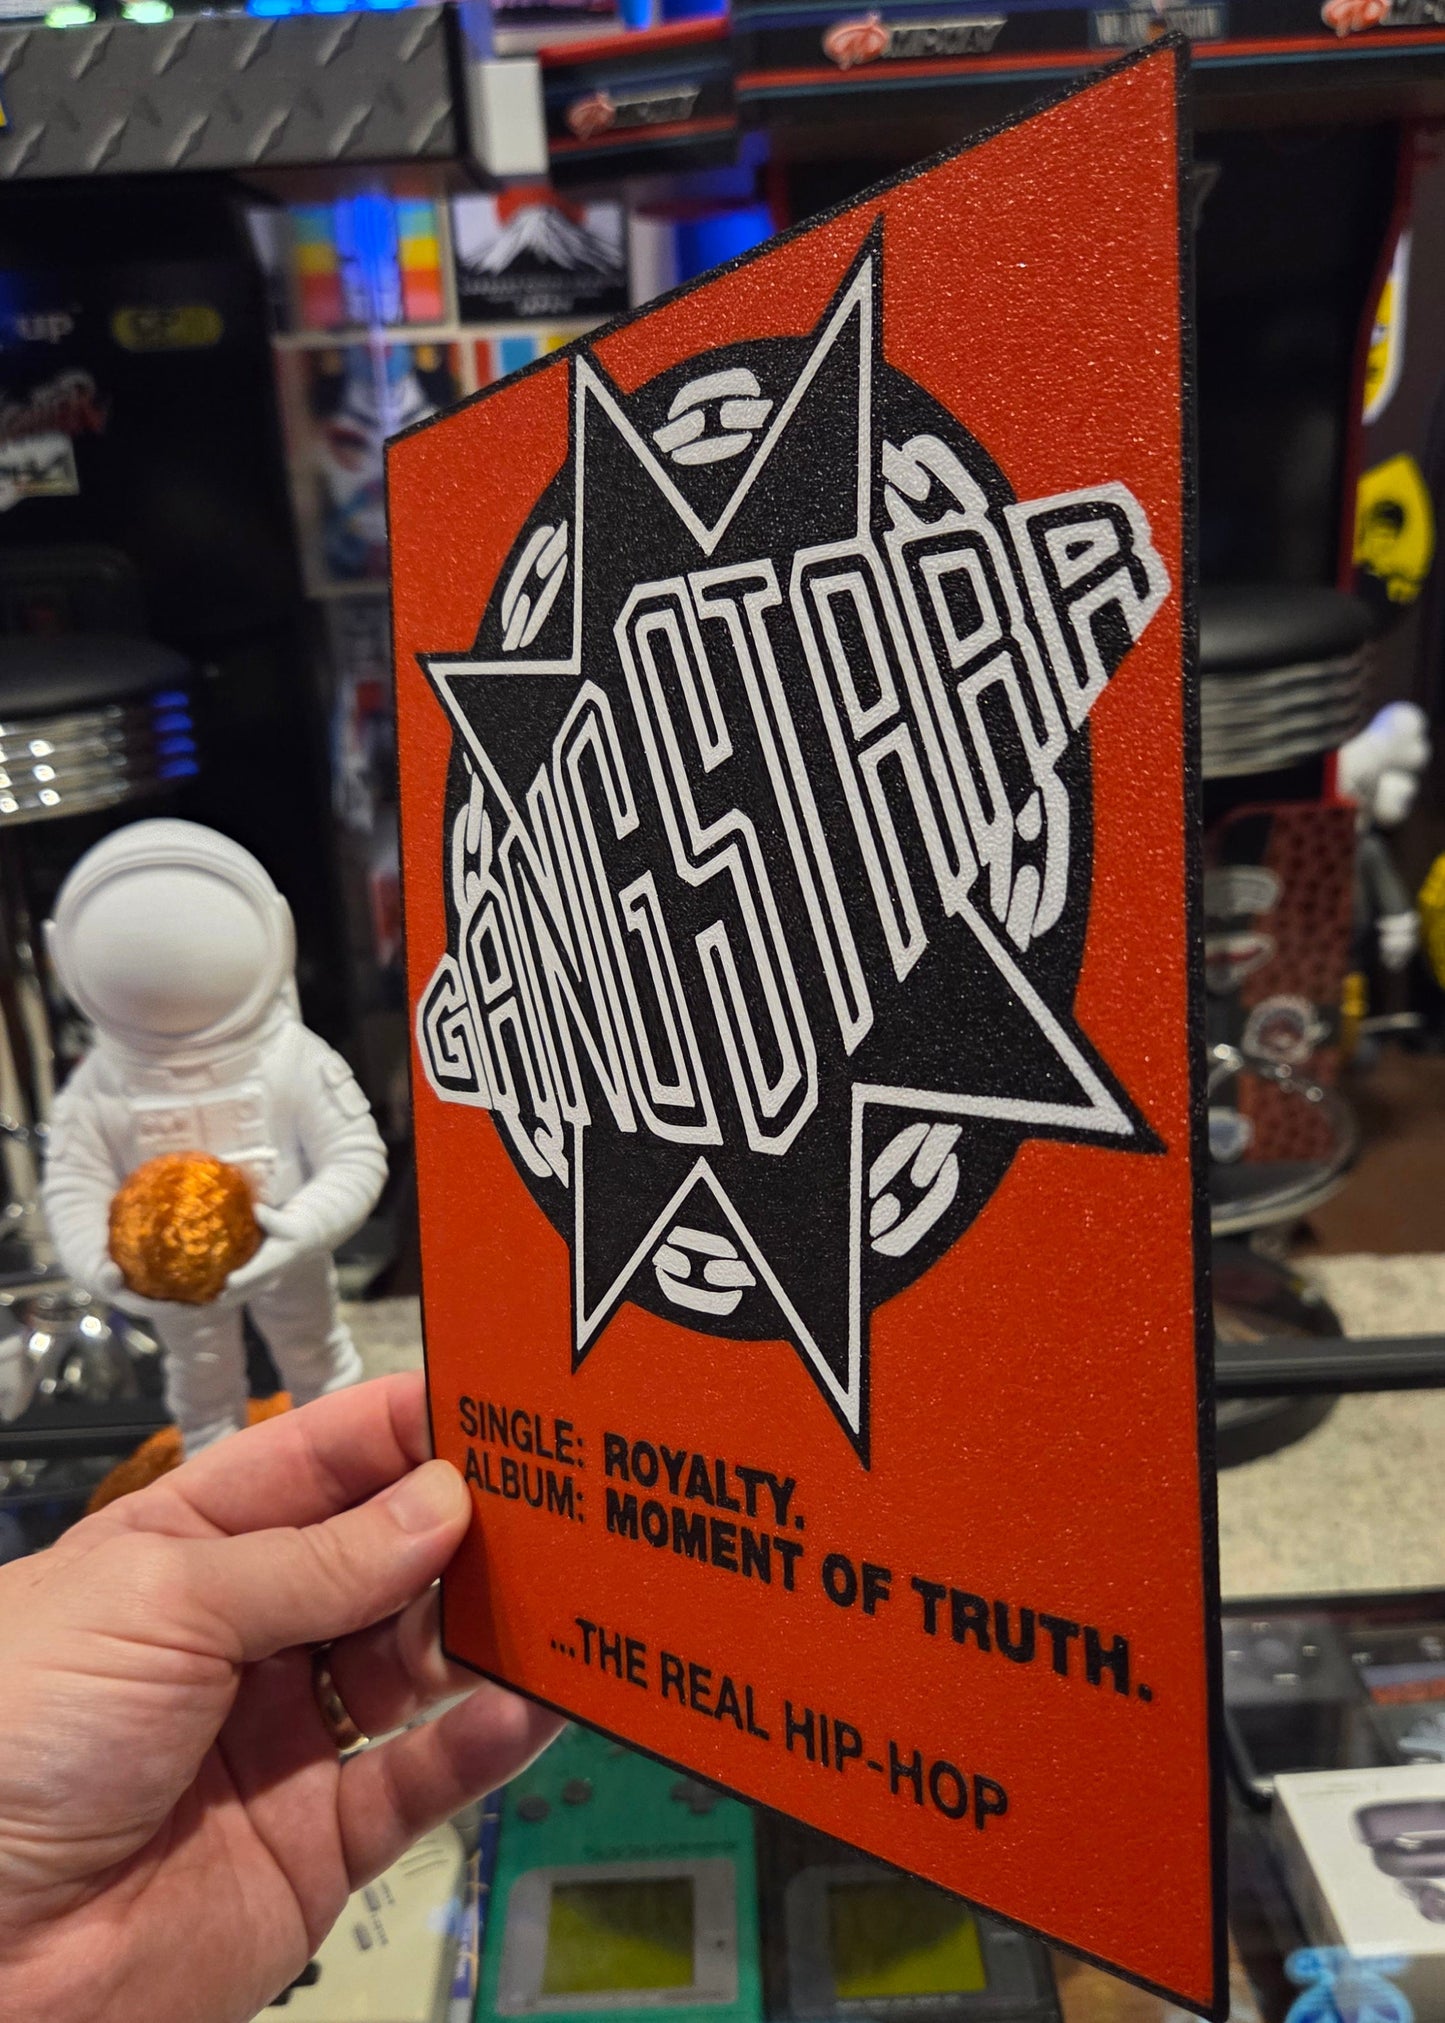 GANGSTARR
SINGLE: ROYALTY.
ALBUM: MOMENT OF TRUTH.
...THE REAL HIP-HOP